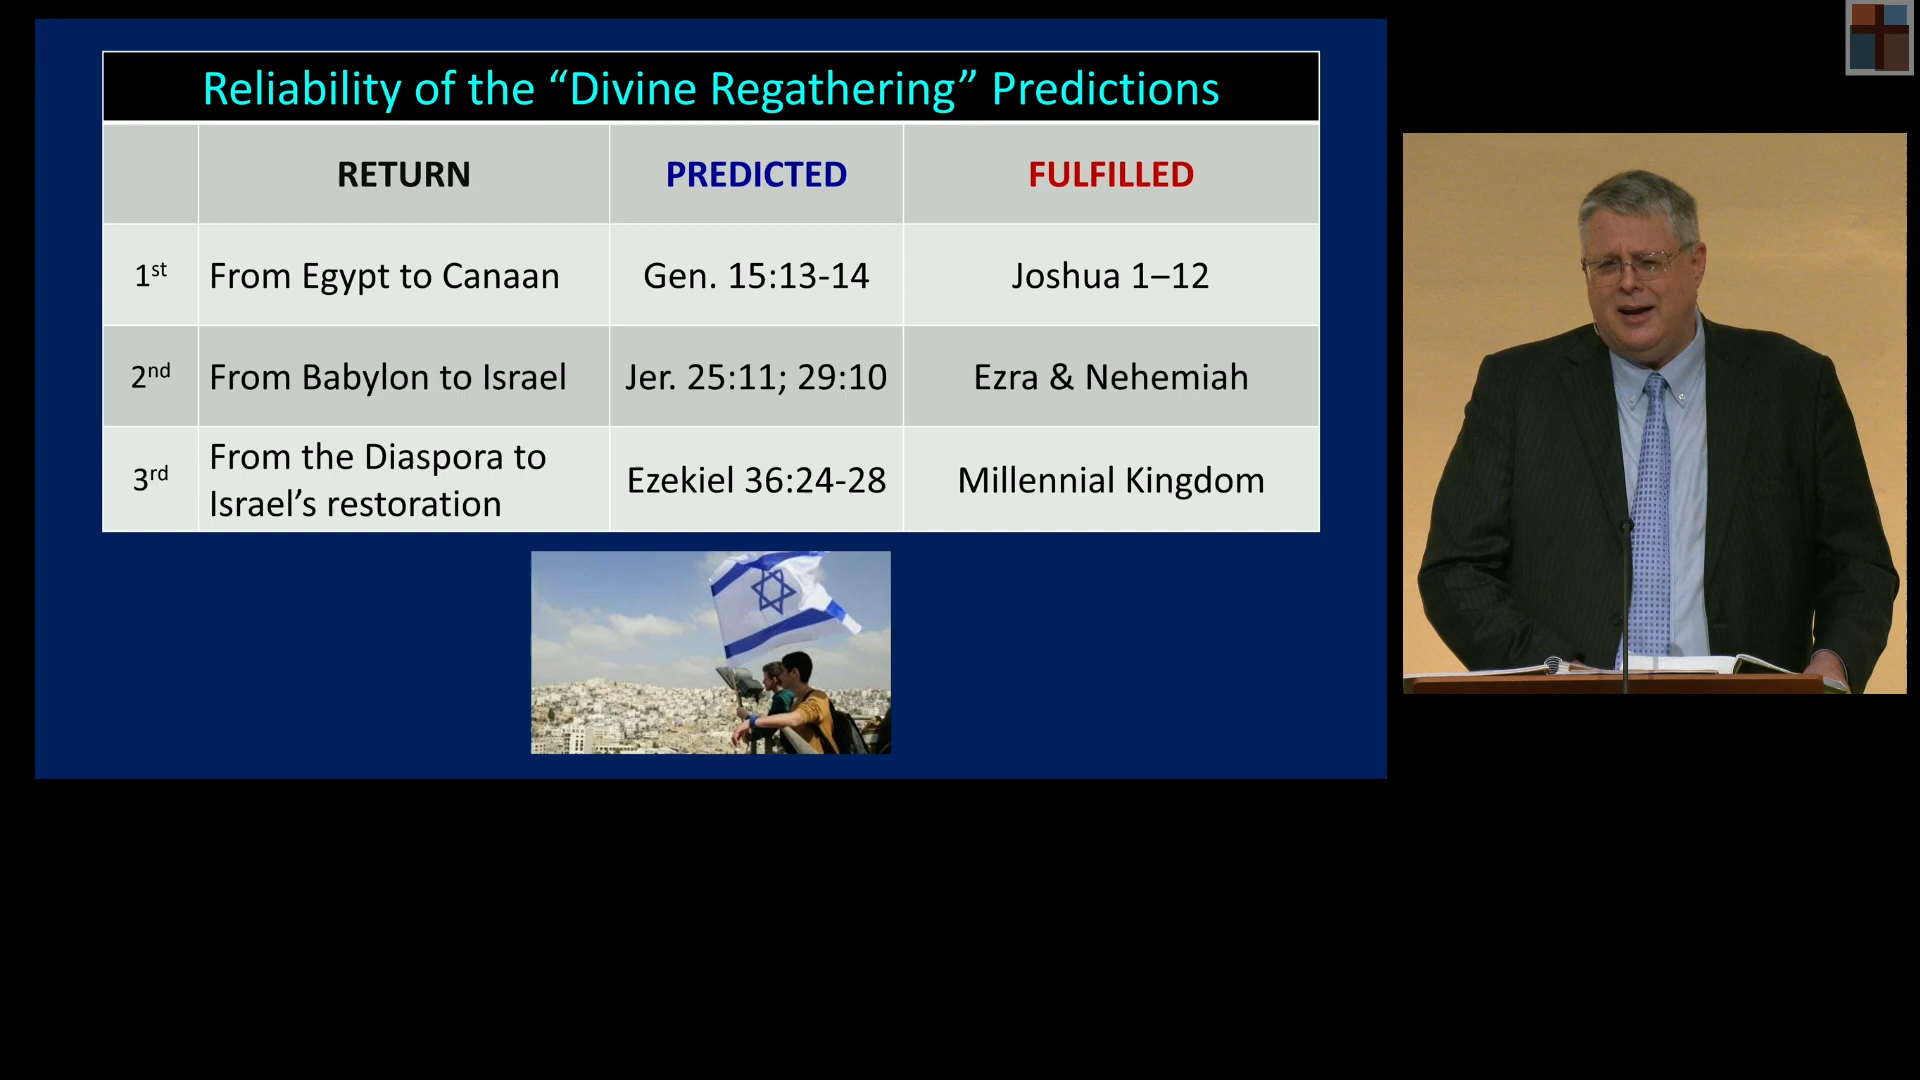 Reliability of the “Divine Regathering” Predictions
RETURN PREDICTED FULFILLED
1st From Egypt to Canaan Gen. 15:13-14 Joshua 1–12
2nd From Babylon to Israel Jer. 25:11; 29:10 Ezra & Nehemiah
3rd From the Diaspora to Israel’s restoration Ezekiel 36:24-28 Millennial Kingdom